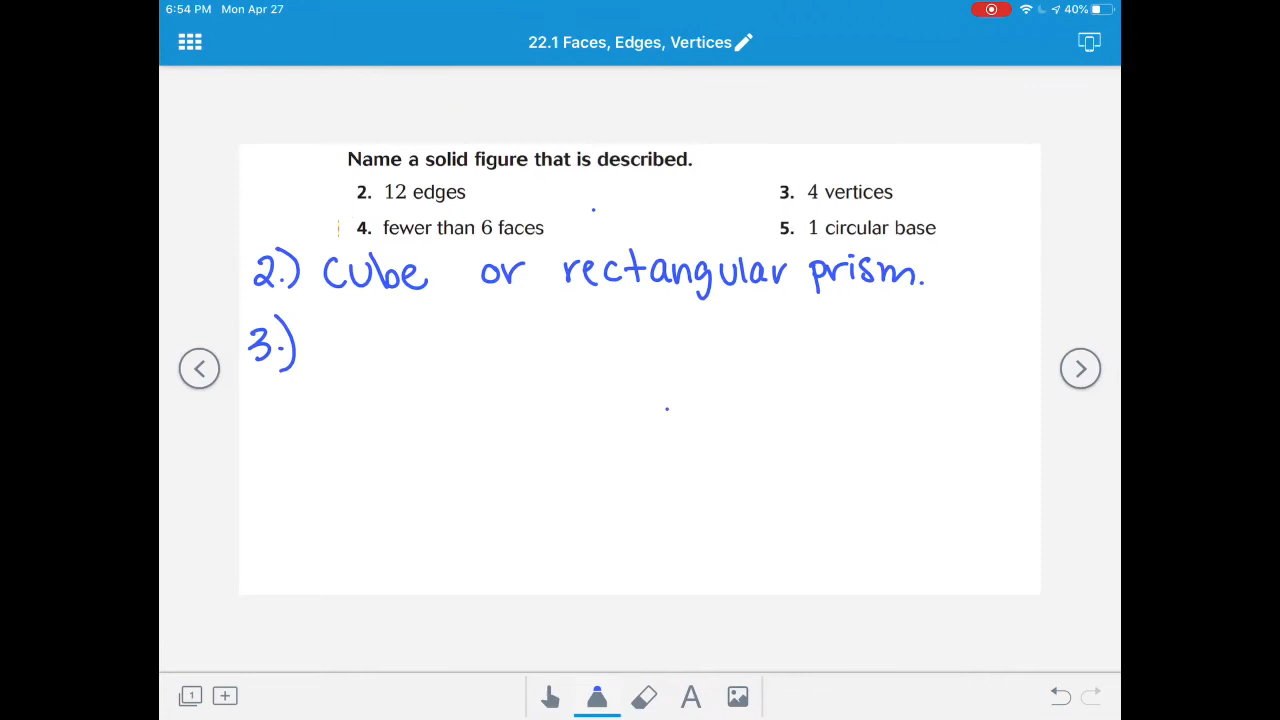 6:54 PM Mon Apr 27 40%
22.1 Faces, Edges, Vertices
Name a solid figure that is described.
2. 12 edges 3. 4 vertices
4. fewer than 6 faces 5. 1 circular base
2.) cube or rectangular prism.
3.)
1 A